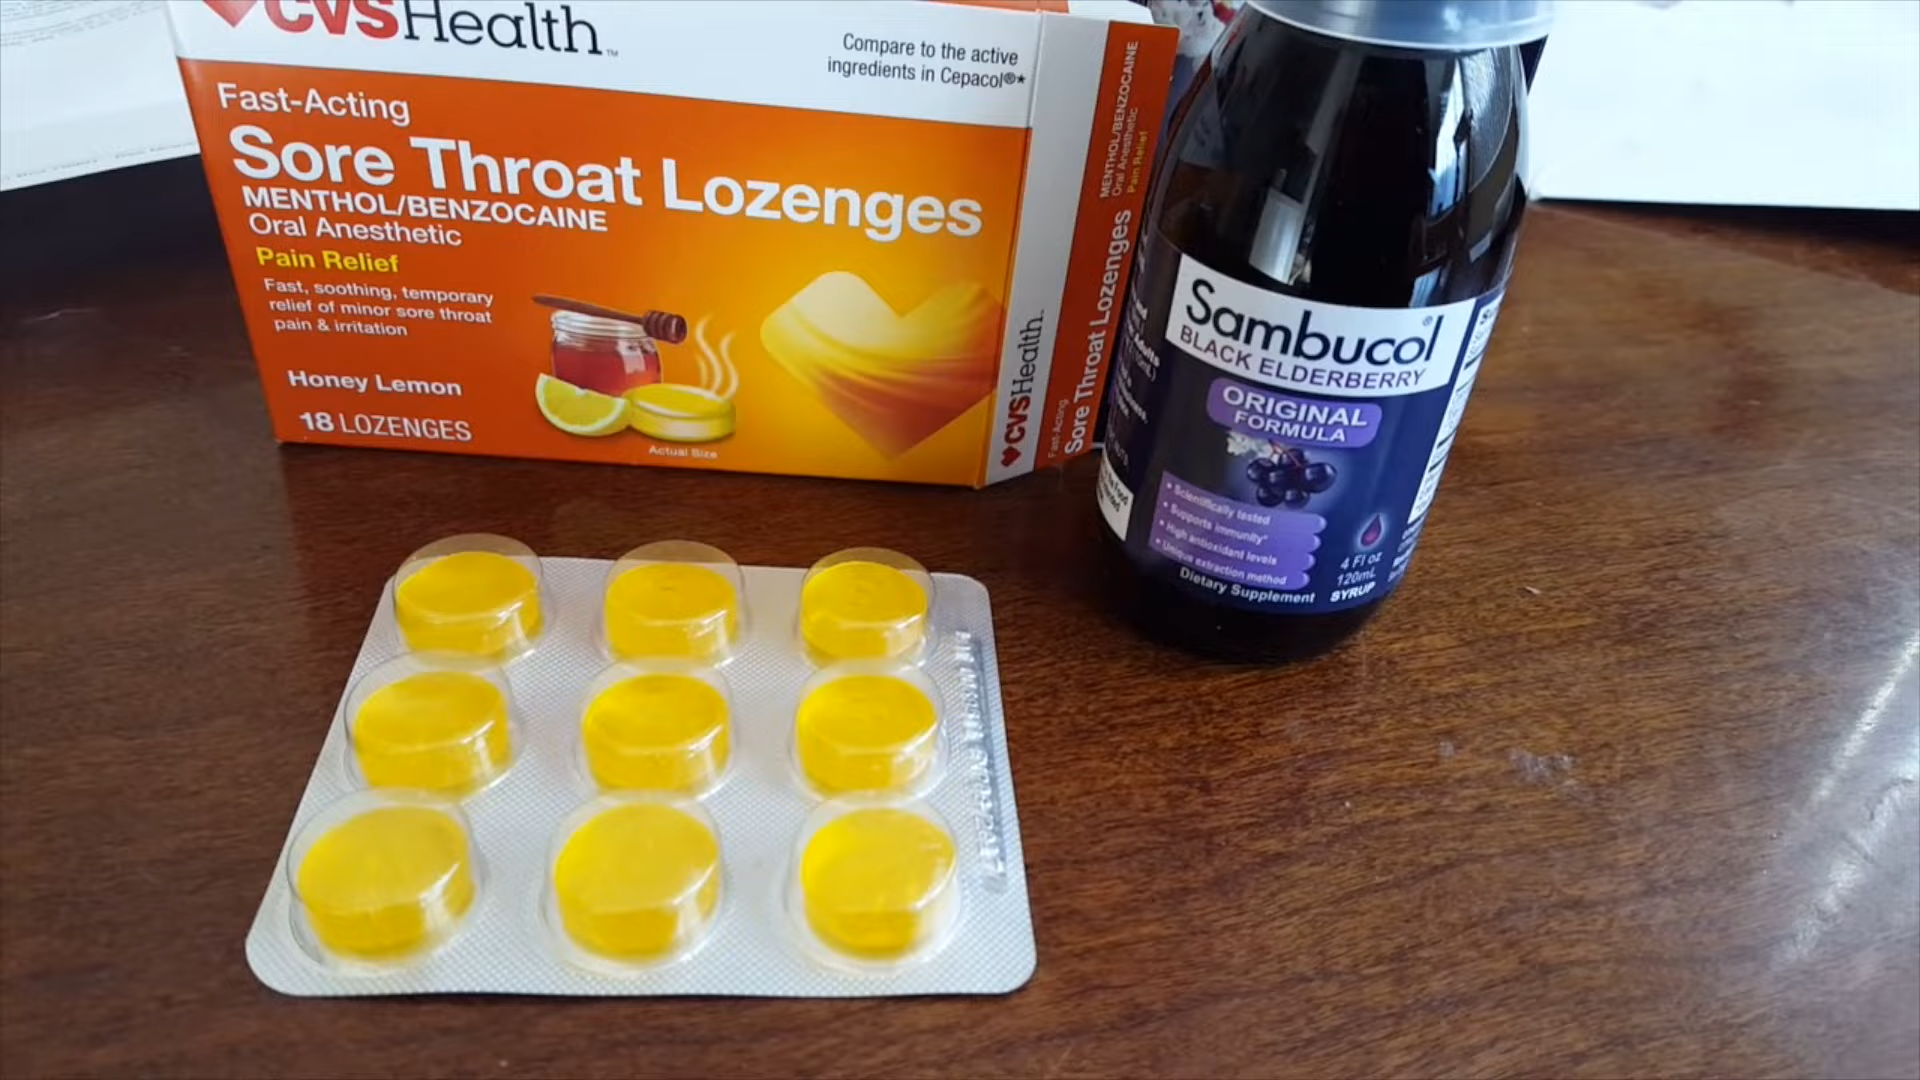 CVSHealth™
Compare to the active
ingredients in Cepacol®*
Fast-Acting
Sore Throat Lozenges
MENTHOL/BENZOCAINE
Oral Anesthetic
Pain Relief
Fast, soothing, temporary
relief of minor sore throat
pain & irritation
Honey Lemon
18 LOZENGES
Actual Size
CVSHealth.
Fast-Acting
Sore Throat Lozenges
MENTHOL/BENZOCAINE
Oral Anesthetic
Pain Relief
Sambucol®
BLACK ELDERBERRY
ORIGINAL
FORMULA
• Scientifically tested
• Supports immunity*
• High antioxidant levels
• Unique extraction method
Dietary Supplement
4 Fl oz
120mL
SYRUP